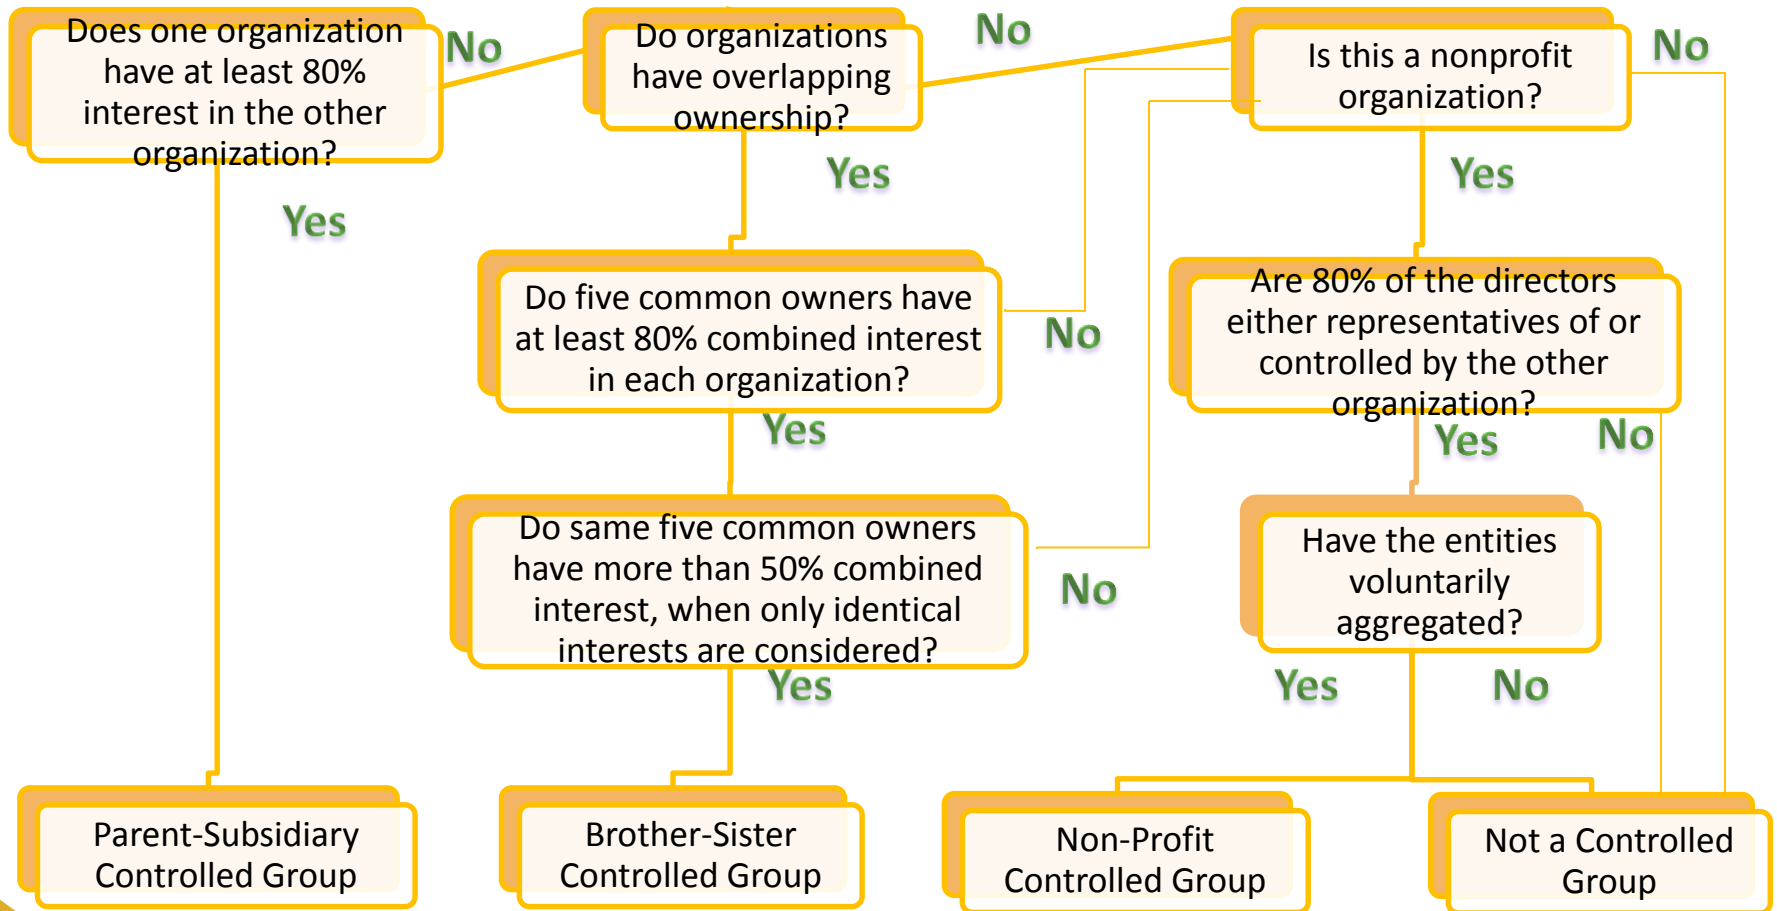 Does one organization
have at least 80%
interest in the other
organization?
No
Do organizations
have overlapping
ownership?
No
Is this a nonprofit
organization?
No
Yes
Yes
Yes
Do five common owners have
at least 80% combined interest
in each organization?
No
Are 80% of the directors
either representatives of or
controlled by the other
organization?
Yes
Yes
No
Do same five common owners
have more than 50% combined
interest, when only identical
interests are considered?
No
Have the entities
voluntarily
aggregated?
Yes
Yes
No
Parent-Subsidiary
Controlled Group
Brother-Sister
Controlled Group
Non-Profit
Controlled Group
Not a Controlled
Group